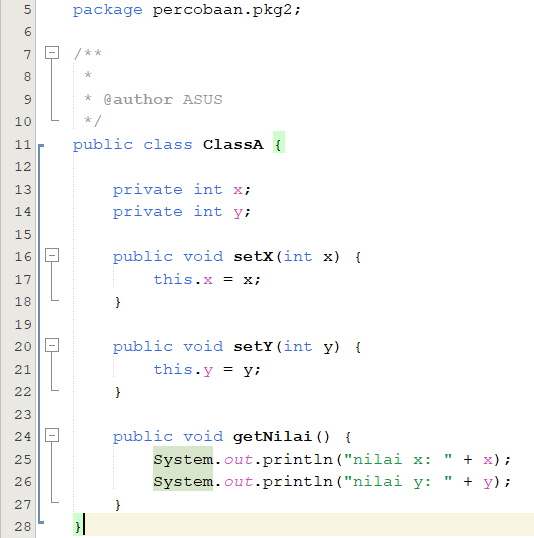 5 package percobaan.pkg2;
6
7 /**
8  *
9  * @author ASUS
10  */
11 public class ClassA {
12
13     private int x;
14     private int y;
15
16     public void setX(int x) {
17         this.x = x;
18     }
19
20     public void setY(int y) {
21         this.y = y;
22     }
23
24     public void getNilai() {
25         System.out.println("nilai x: " + x);
26         System.out.println("nilai y: " + y);
27     }
28 }